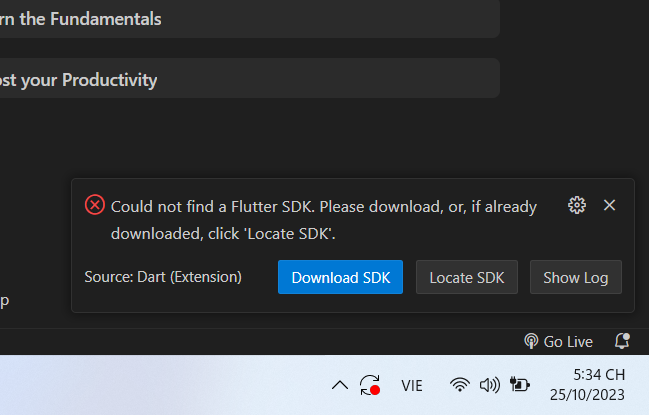 rn the Fundamentals
ost your Productivity
Could not find a Flutter SDK. Please download, or, if already
downloaded, click 'Locate SDK'.
Source: Dart (Extension)
Download SDK
Locate SDK
Show Log
p
Go Live
VIE
5:34 CH
25/10/2023